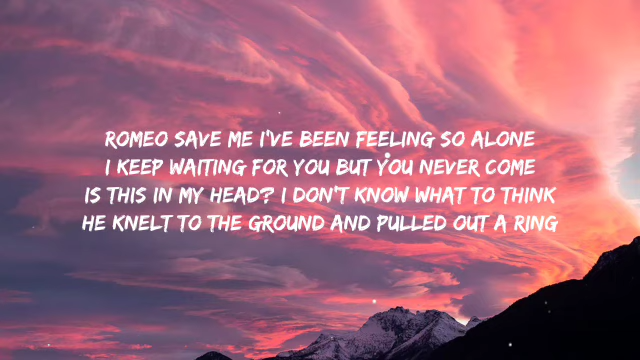 ROMEO SAVE ME I'VE BEEN FEELING SO ALONE
I KEEP WAITING FOR YOU BUT YOU NEVER COME
IS THIS IN MY HEAD? I DON'T KNOW WHAT TO THINK
HE KNELT TO THE GROUND AND PULLED OUT A RING